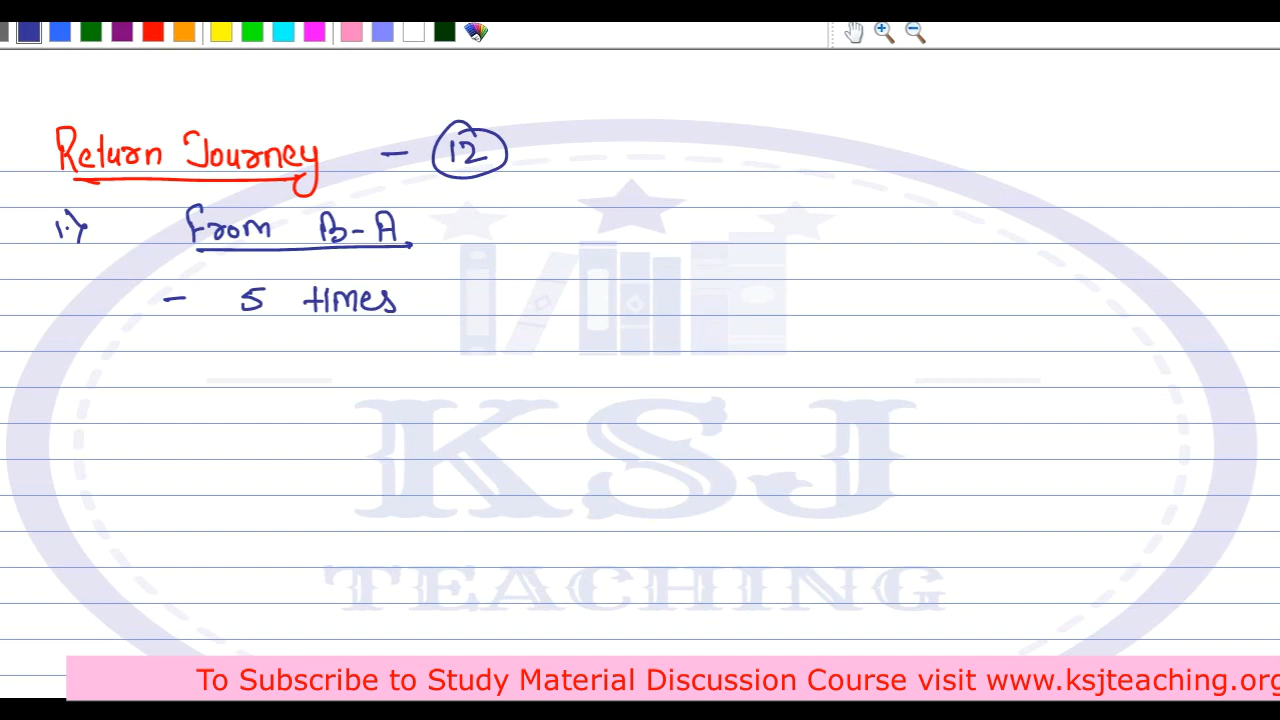 Return Journey - 12
1.) From B-A
- 5 times
KSJ
TEACHING
To Subscribe to Study Material Discussion Course visit www.ksjteaching.org